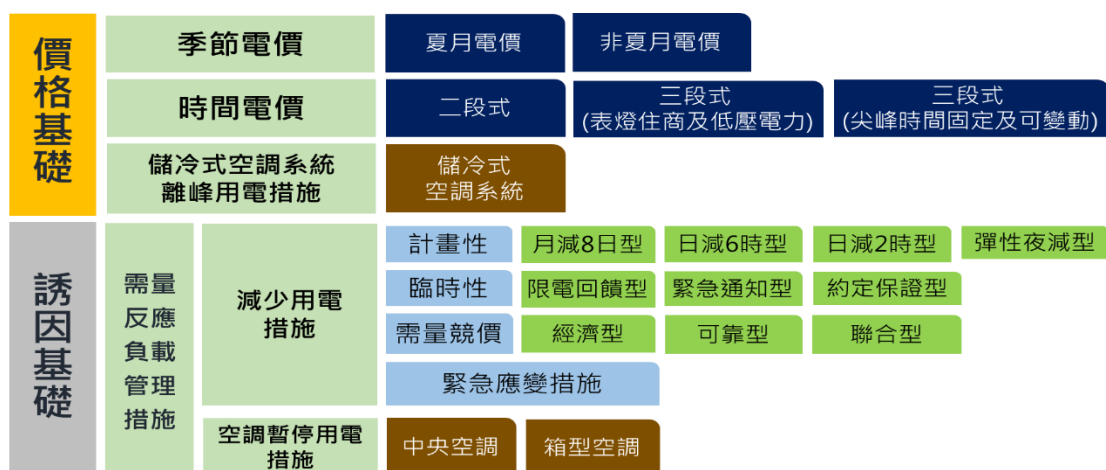 價格基礎
季節電價
夏月電價
非夏月電價
時間電價
二段式
三段式
(表燈住商及低壓電力)
三段式
(尖峰時間固定及可變動)
儲冷式空調系統
離峰用電措施
儲冷式
空調系統
誘因基礎
需量
反應
負載
管理
措施
減少用電
措施
計畫性
月減8日型
日減6時型
日減2時型
彈性夜減型
臨時性
限電回饋型
緊急通知型
約定保證型
需量競價
經濟型
可靠型
聯合型
緊急應變措施
空調暫停用電
措施
中央空調
箱型空調